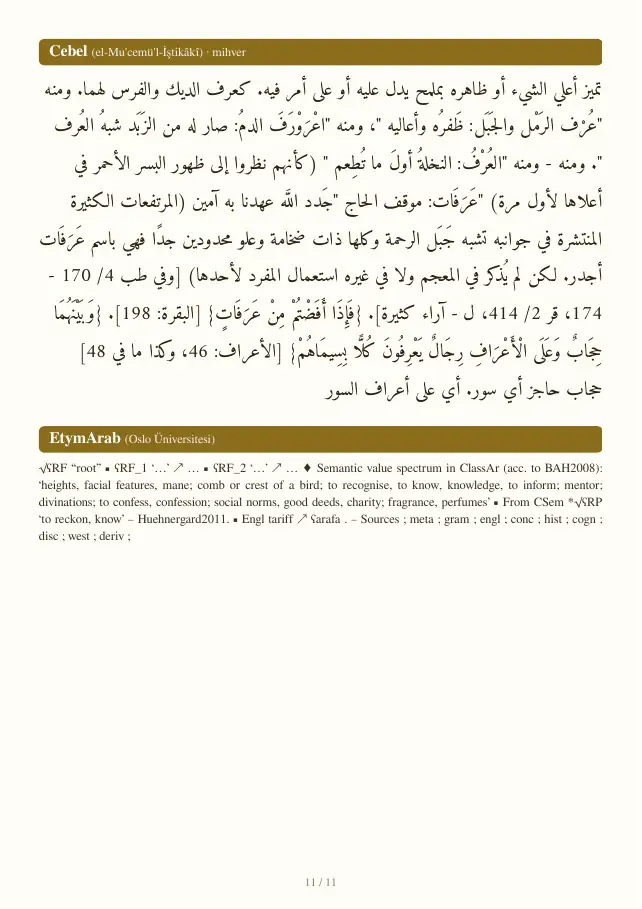 Cebel (el-Mu'cemü'l-İştikâkî) · mihver
تميز أعلي الشيء أو ظاهره بملمح يدل عليه أو على أمر فيه. كعرف الديك والفرس لهما. ومنه
"عُرْف الرَمْل والجَبَل: ظَفرُه وأعاليه "، ومنه "اعْرَوْرَفَ الدمُ: صار له من الزَبَد شبهُ العُرف
". ومنه - ومنه "العُرْفُ: النخلةُ أولَ ما تُطعِم " (كأنهم نظروا إلى ظهور البسر الأحمر في
أعلاها لأول مرة) "عَرَفَات: موقف الحاج "جَدد الله عهدنا به آمين (المرتفعات الكثيرة
المنتشرة في جوانبه تشبه جَبَل الرحمة وكلها ذات ضخامة وعلو محدودين جدًا فهي باسم عَرَفَات
أجدر. لكن لم يُذكر في المعجم ولا في غيره استعمال المفرد لأحدها) [وفي طب 4/ 170 -
174، قر 2/ 414، ل - آراء كثيرة]. {فَإِذَا أَفَضْتُمْ مِنْ عَرَفَاتٍ} [البقرة: 198]. {وَبَيْنَهُمَا
حِجَابٌ وَعَلَى الْأَعْرَافِ رِجَالٌ يَعْرِفُونَ كُلًّا بِسِيمَاهُمْ} [الأعراف: 46، وكذا ما في 48]
حجاب حاجز أي سور. أي على أعراف السور
EtymArab (Oslo Üniversitesi)
√ʕRF “root” ▪ ʕRF_1 ‘…’ ↗ … ▪ ʕRF_2 ‘…’ ↗ … ♦ Semantic value spectrum in ClassAr (acc. to BAH2008):
‘heights, facial features, mane; comb or crest of a bird; to recognise, to know, knowledge, to inform; mentor;
divinations; to confess, confession; social norms, good deeds, charity; fragrance, perfumes’ ▪ From CSem *√ʕRP
‘to reckon, know’ – Huehnergard2011. ▪ Engl tariff ↗ ʕarafa . – Sources ; meta ; gram ; engl ; conc ; hist ; cogn ;
disc ; west ; deriv ;
11 / 11